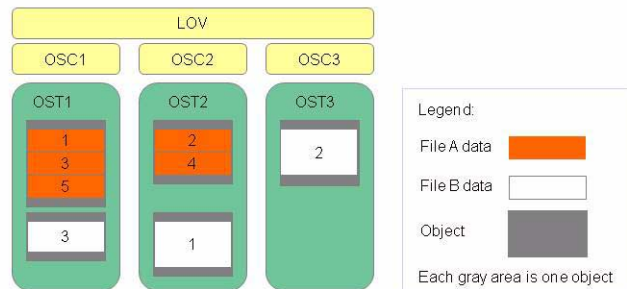 LOV
OSC1 OSC2 OSC3
OST1 OST2 OST3
1
3
5
3
2
4
1
2
Legend:
File A data
File B data
Object
Each gray area is one object